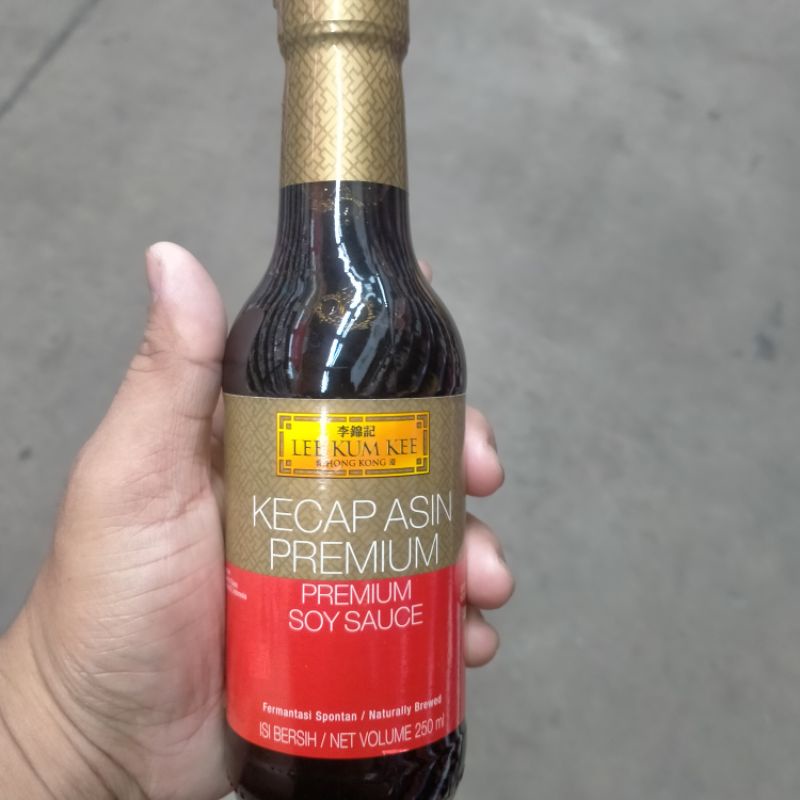 李錦記
LEE KUM KEE
HONG KONG
KECAP ASIN
PREMIUM
PREMIUM
SOY SAUCE
Fermantasi Spontan / Naturally Brewed
ISI BERSIH / NET VOLUME 250 ml